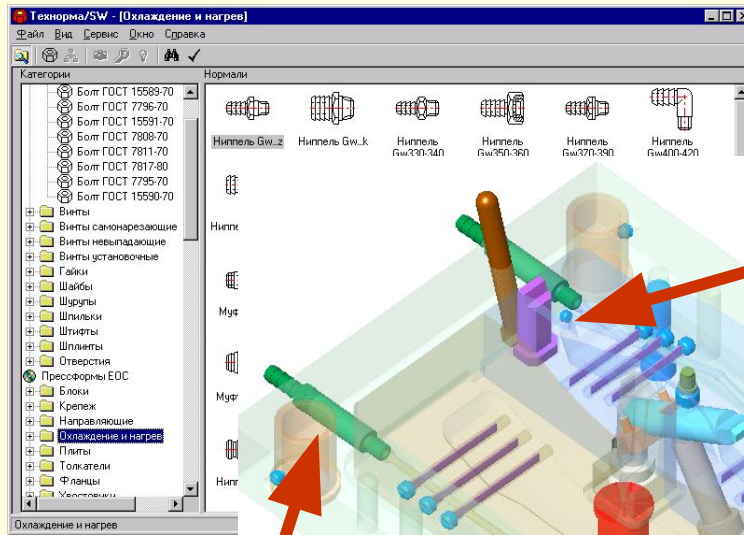 Технорма/SW - [Охлаждение и нагрев]
Файл Вид Сервис Окно Справка
Категории
Болт ГОСТ 15589-70
Болт ГОСТ 7796-70
Болт ГОСТ 15591-70
Болт ГОСТ 7808-70
Болт ГОСТ 7811-70
Болт ГОСТ 7817-80
Болт ГОСТ 7795-70
Болт ГОСТ 15590-70
Винты
Винты самонарезающие
Винты невыпадающие
Винты установочные
Гайки
Шайбы
Шурупы
Шпильки
Штифты
Шплинты
Отверстия
Прессформы ЕОС
Блоки
Крепеж
Направляющие
Охлаждение и нагрев
Плиты
Толкатели
Фланцы
Хвостовики
Нормали
Ниппель Gw...z Ниппель Gw...k Ниппель Ниппель Ниппель Ниппель
Gw330-340 Gw350-360 Gw370-390 Gw400-420
Охлаждение и нагрев